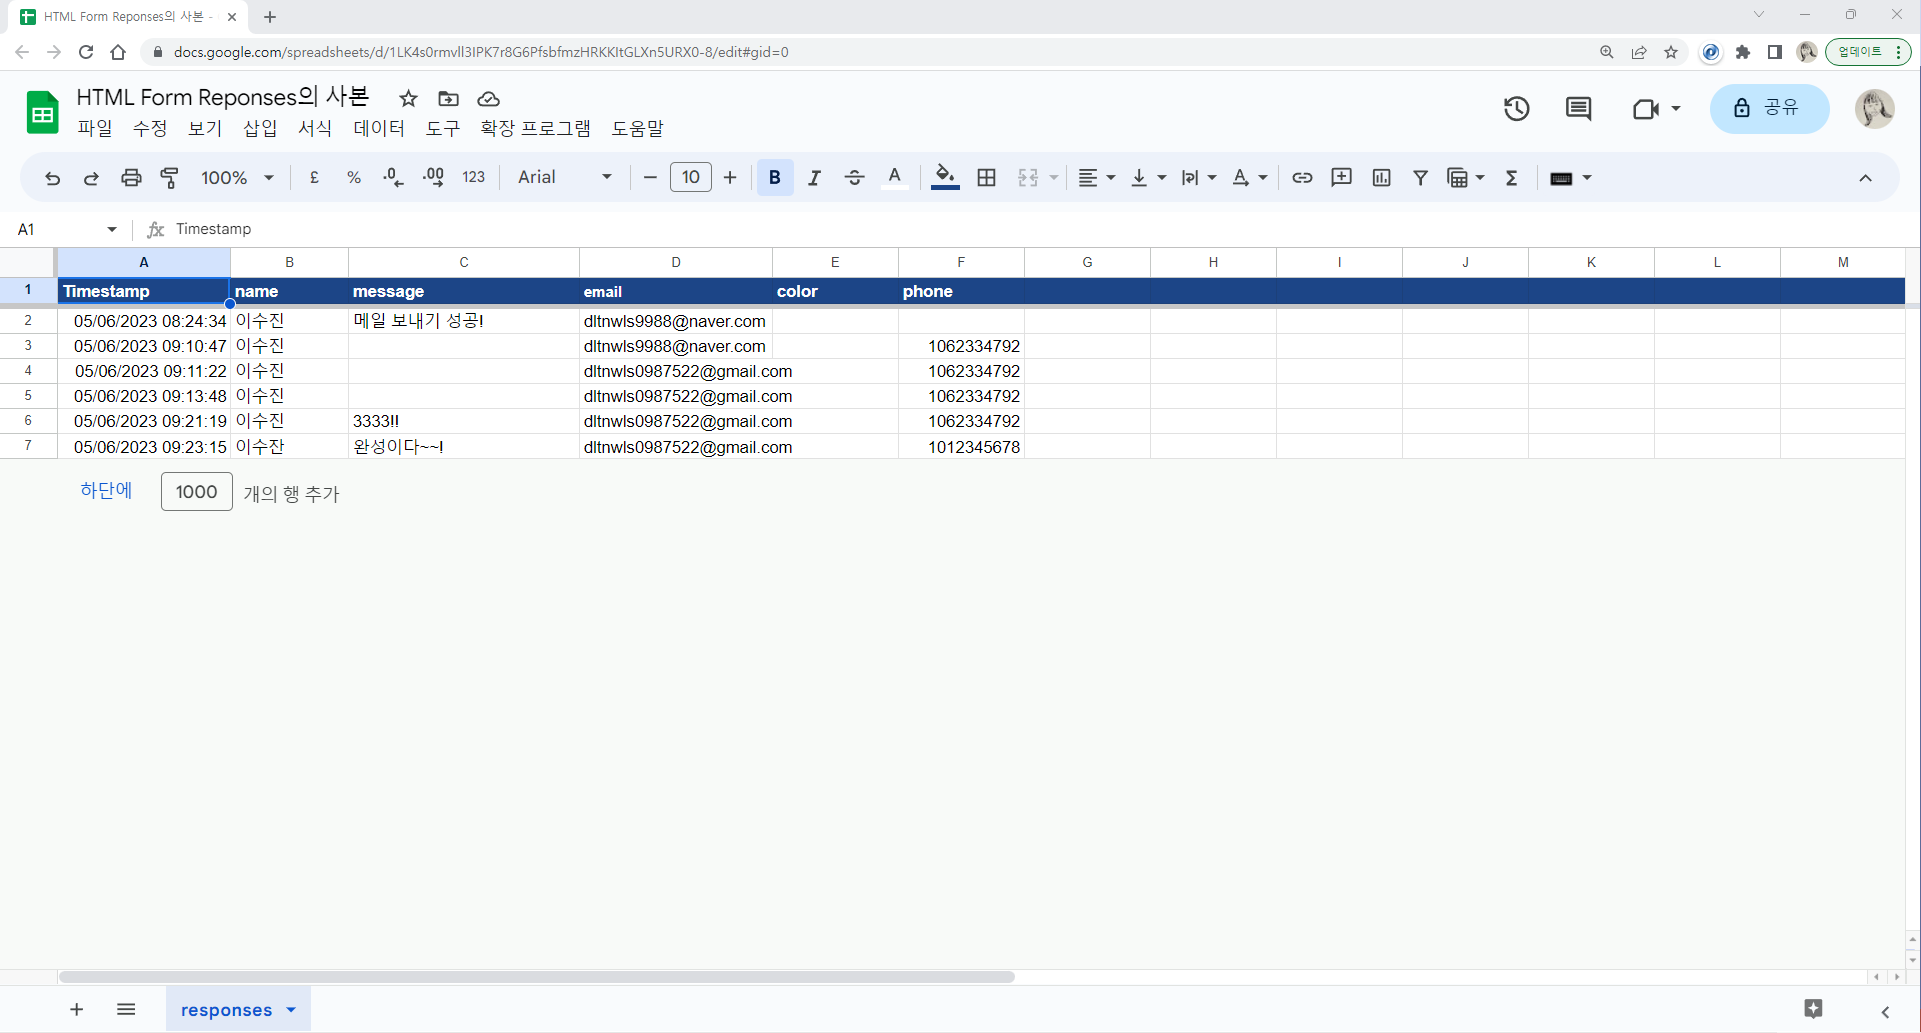 HTML Form Reponses의 사본 -
docs.google.com/spreadsheets/d/1LK4s0rmvll3IPK7r8G6PfsbfmzHRKKItGLXn5URX0-8/edit#gid=0
업데이트
HTML Form Reponses의 사본
파일 수정 보기 삽입 서식 데이터 도구 확장 프로그램 도움말
공유
100% £ % .0 .00 123 Arial 10 B I A
A1 fx Timestamp
A B C D E F G H I J K L M
1 Timestamp name message email color phone
2 05/06/2023 08:24:34 이수진 메일 보내기 성공! dltnwls9988@naver.com
3 05/06/2023 09:10:47 이수진 dltnwls9988@naver.com 1062334792
4 05/06/2023 09:11:22 이수진 dltnwls0987522@gmail.com 1062334792
5 05/06/2023 09:13:48 이수진 dltnwls0987522@gmail.com 1062334792
6 05/06/2023 09:21:19 이수진 3333!! dltnwls0987522@gmail.com 1062334792
7 05/06/2023 09:23:15 이수잔 완성이다~~! dltnwls0987522@gmail.com 1012345678
하단에 1000 개의 행 추가
responses